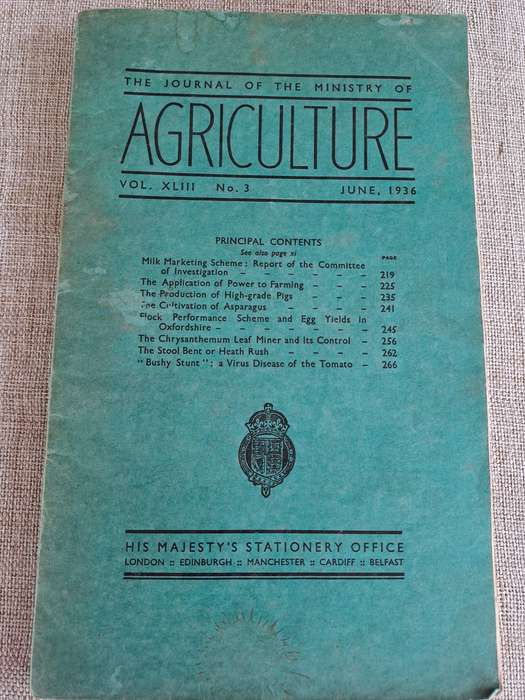 THE JOURNAL OF THE MINISTRY OF
AGRICULTURE
VOL. XLIII No. 3 JUNE, 1936
PRINCIPAL CONTENTS
See also page xi
PAGE
Milk Marketing Scheme: Report of the Committee
of Investigation – – – – – – 219
The Application of Power to Farming – – – 225
The Production of High-grade Pigs – – – 235
The Cultivation of Asparagus – – – – 241
Flock Performance Scheme and Egg Yields in
Oxfordshire – – – – – – – 245
The Chrysanthemum Leaf Miner and Its Control – 256
The Stool Bent or Heath Rush – – – – 262
"Bushy Stunt": a Virus Disease of the Tomato – 266
HIS MAJESTY'S STATIONERY OFFICE
LONDON :: EDINBURGH :: MANCHESTER :: CARDIFF :: BELFAST